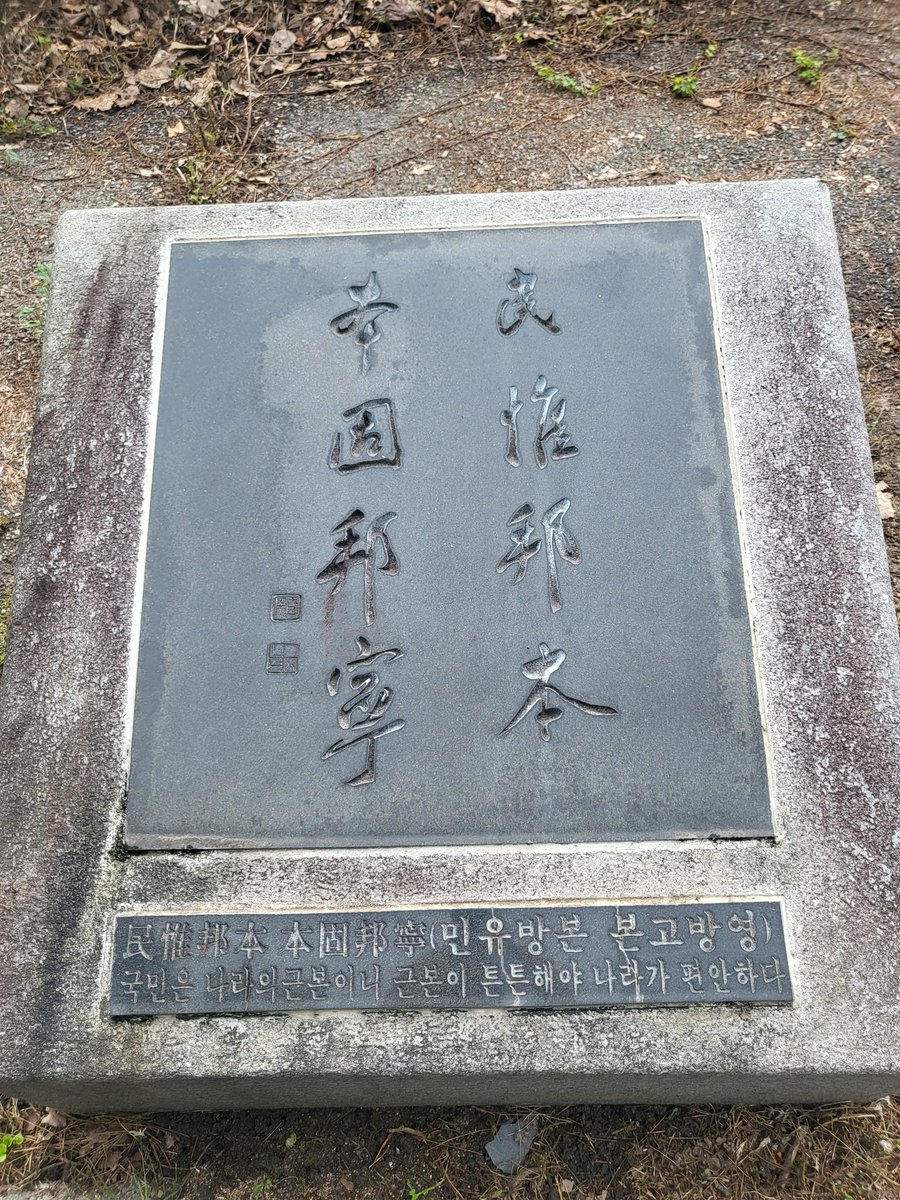 民惟邦本
本固邦寧
民惟邦本 本固邦寧(민유방본 본고방영)
국민은 나라의근본이니 근본이 튼튼해야 나라가 편안하다